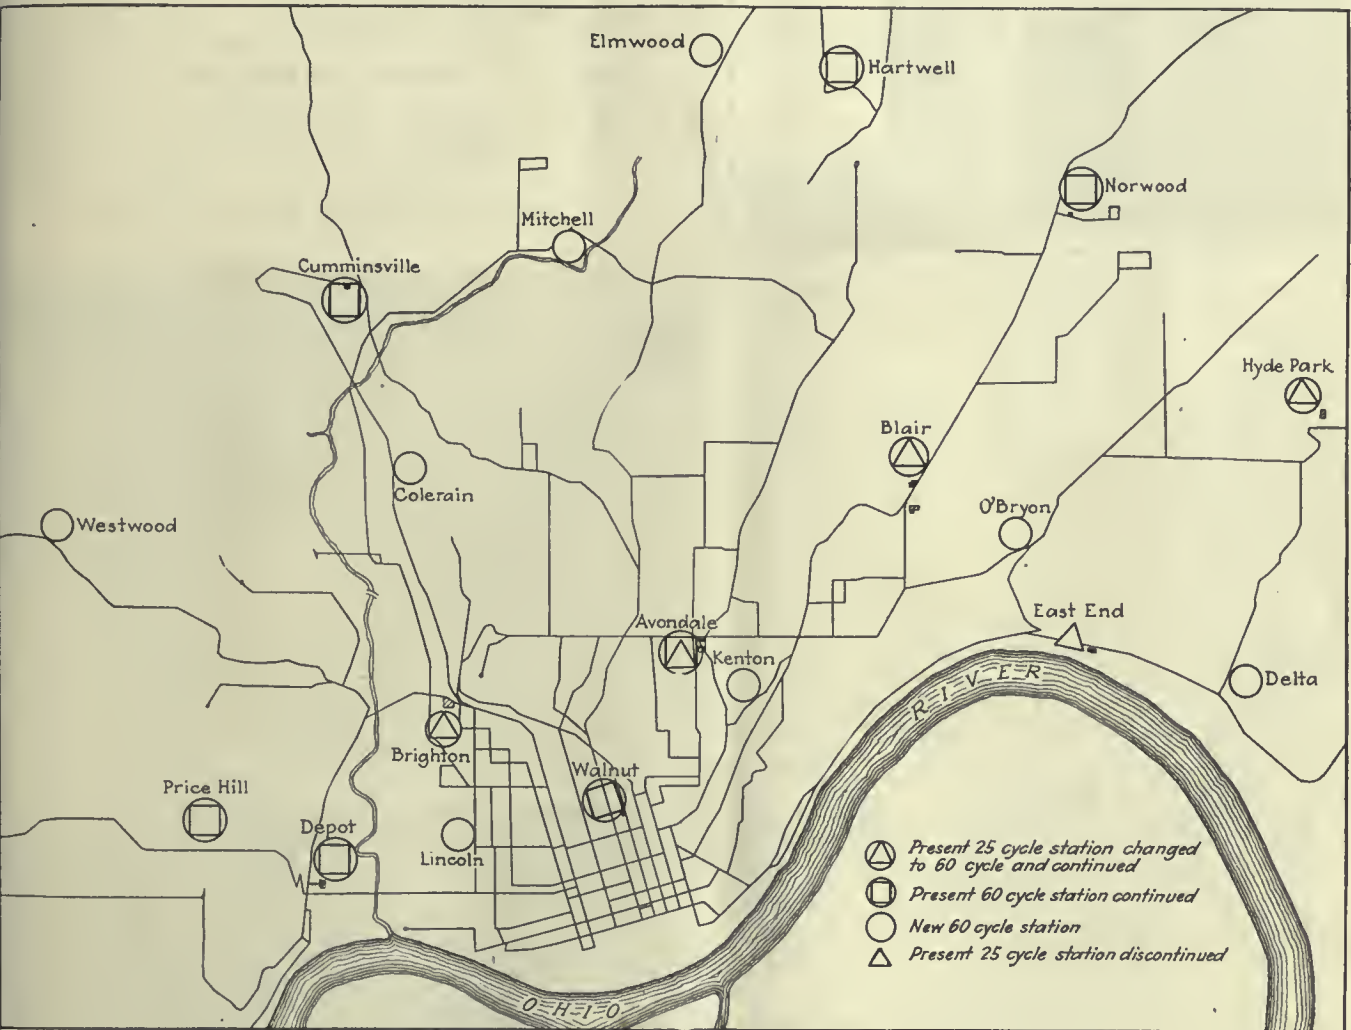 Elmwood
Hartwell
Norwood
Mitchell
Cumminsville
Hyde Park
Blair
Colerain
O'Bryon
Westwood
East End
Avondale
Kenton
Delta
RIVER
Brighton
Walnut
Price Hill
Depot
Lincoln
Present 25 cycle station changed
to 60 cycle and continued
Present 60 cycle station continued
New 60 cycle station
Present 25 cycle station discontinued
OHIO